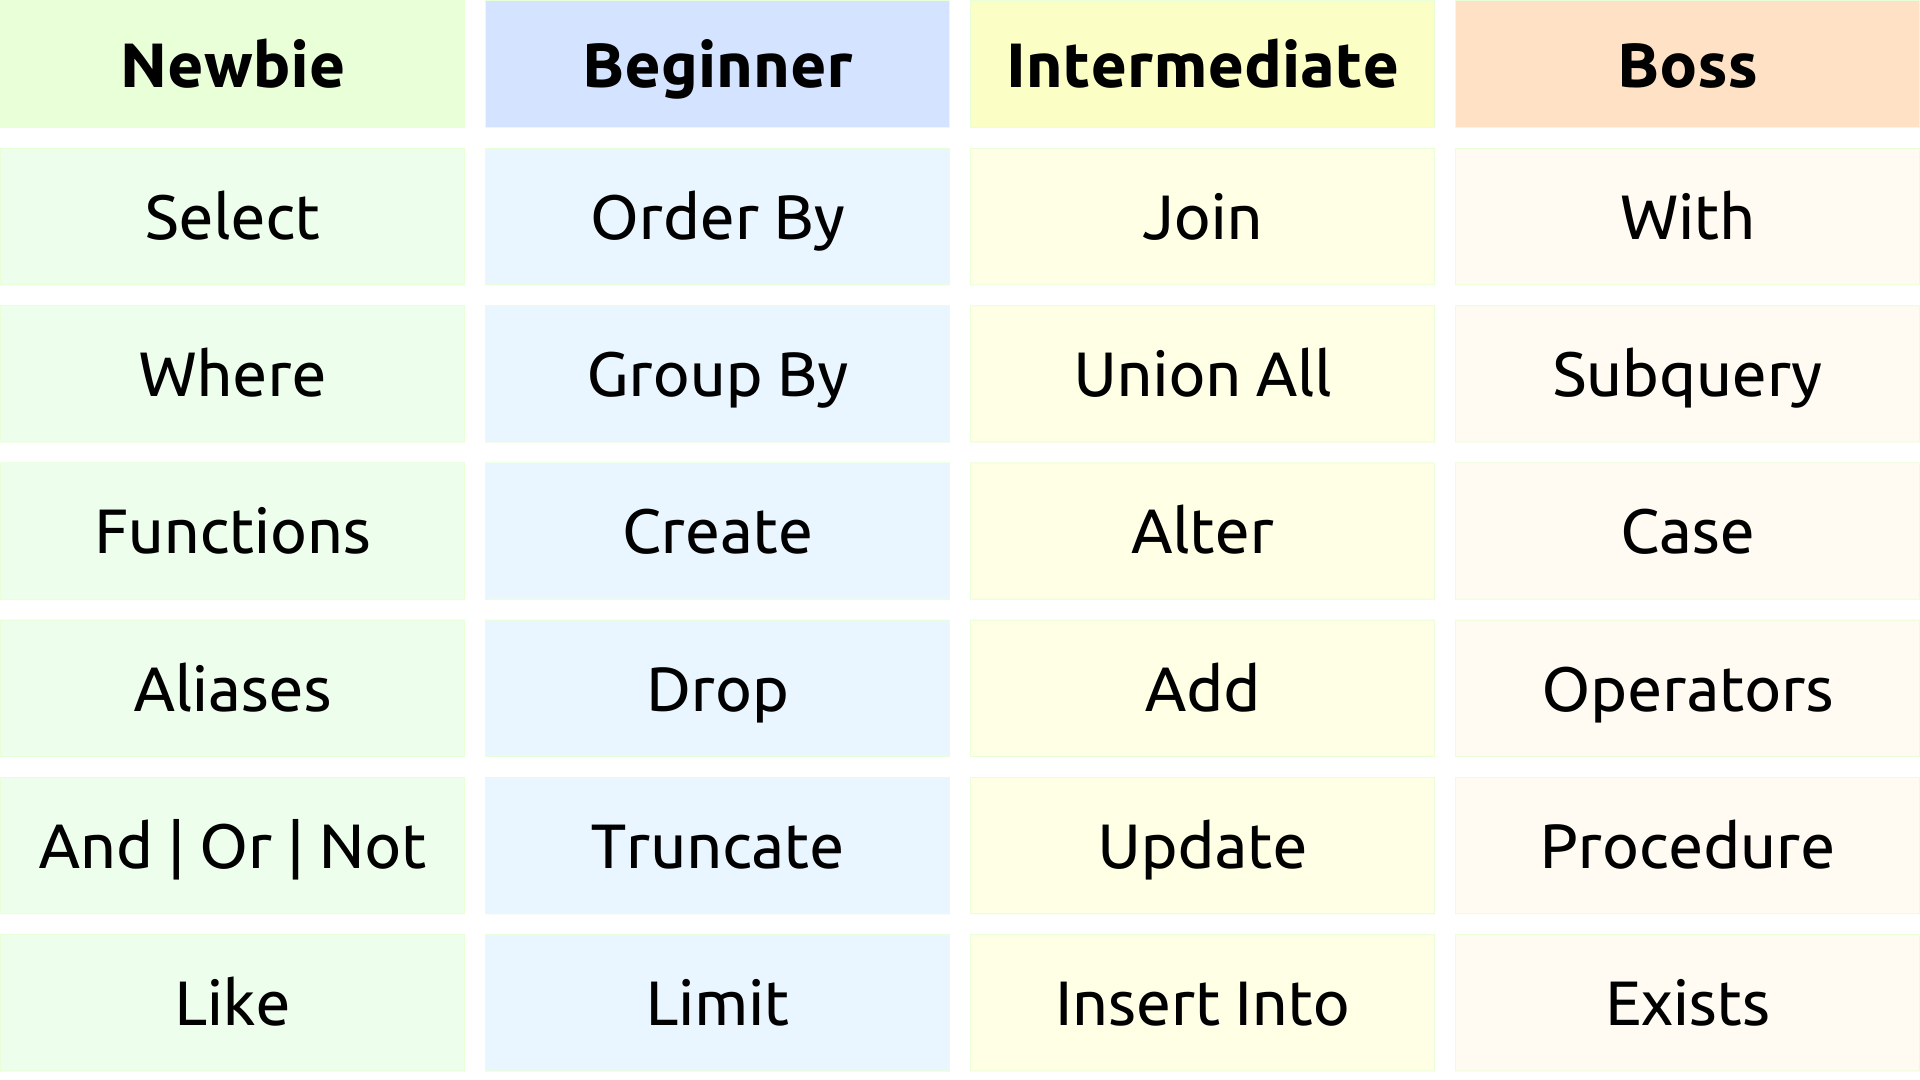 Newbie Beginner Intermediate Boss
Select Order By Join With
Where Group By Union All Subquery
Functions Create Alter Case
Aliases Drop Add Operators
And | Or | Not Truncate Update Procedure
Like Limit Insert Into Exists